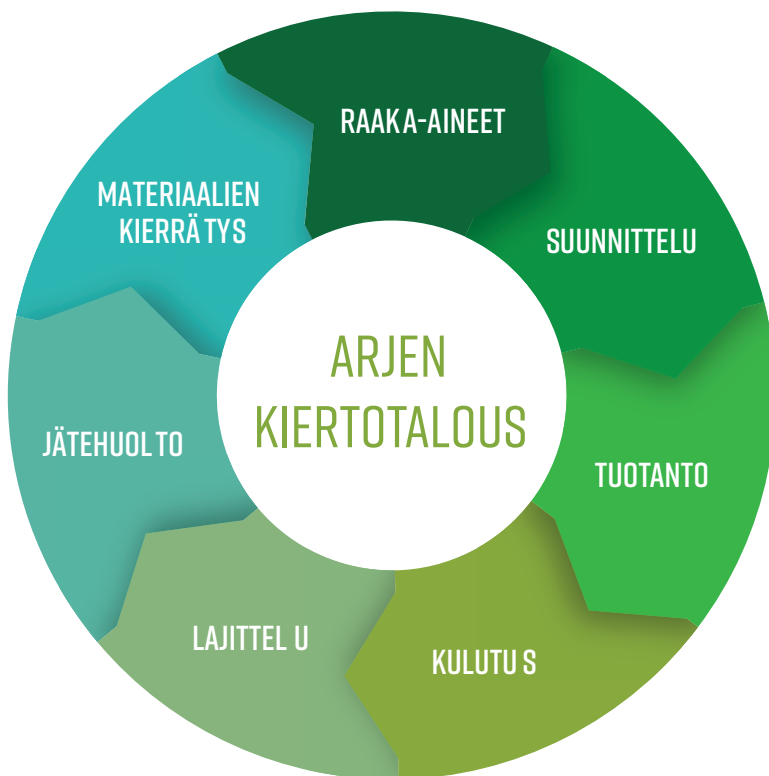 RAAKA-AINEET
SUUNNITTELU
TUOTANTO
KULUTUS
LAJITTELU
JÄTEHUOLTO
MATERIAALIEN
KIERRÄTYS
ARJEN
KIERTOTALOUS